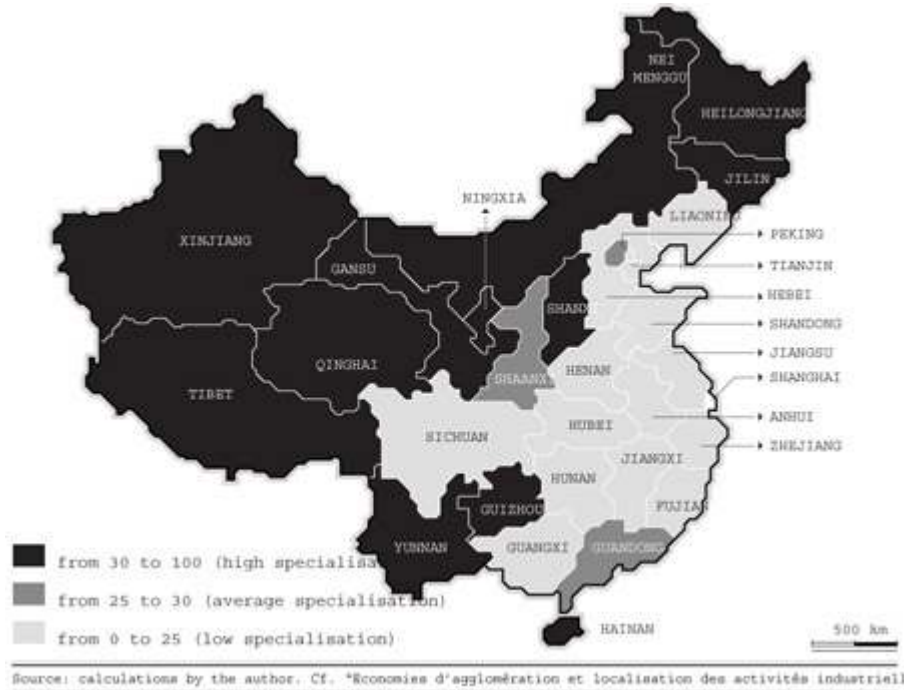 NEI
MENGGU
HEILONGJIANG
JILIN
NINGXIA
LIAONING
XINJIANG
PEKING
GANSU
TIANJIN
SHANX
HEBEI
SHANDONG
QINGHAI
JIANGSU
HENAN
SHAANX
SHANGHAI
TIBET
ANHUI
HUBEI
SICHUAN
ZHEJIANG
JIANGXI
HUNAN
FUJIAN
GUIZHOU
YUNNAN
GUANGXI
GUANDONG
from 30 to 100 (high specialisa
from 25 to 30 (average specialisation)
from 0 to 25 (low specialisation)
HAINAN
500 km
Source: calculations by the author. Cf. "Economies d'agglomération et localisation des activités industriell